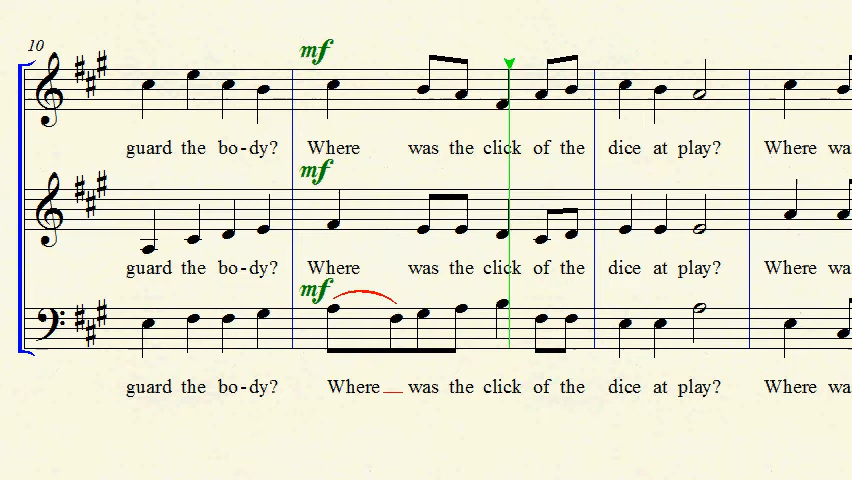 10
mf
guard the bo-dy? Where was the click of the dice at play? Where wa
mf
guard the bo-dy? Where was the click of the dice at play? Where wa
mf
guard the bo-dy? Where__ was the click of the dice at play? Where wa